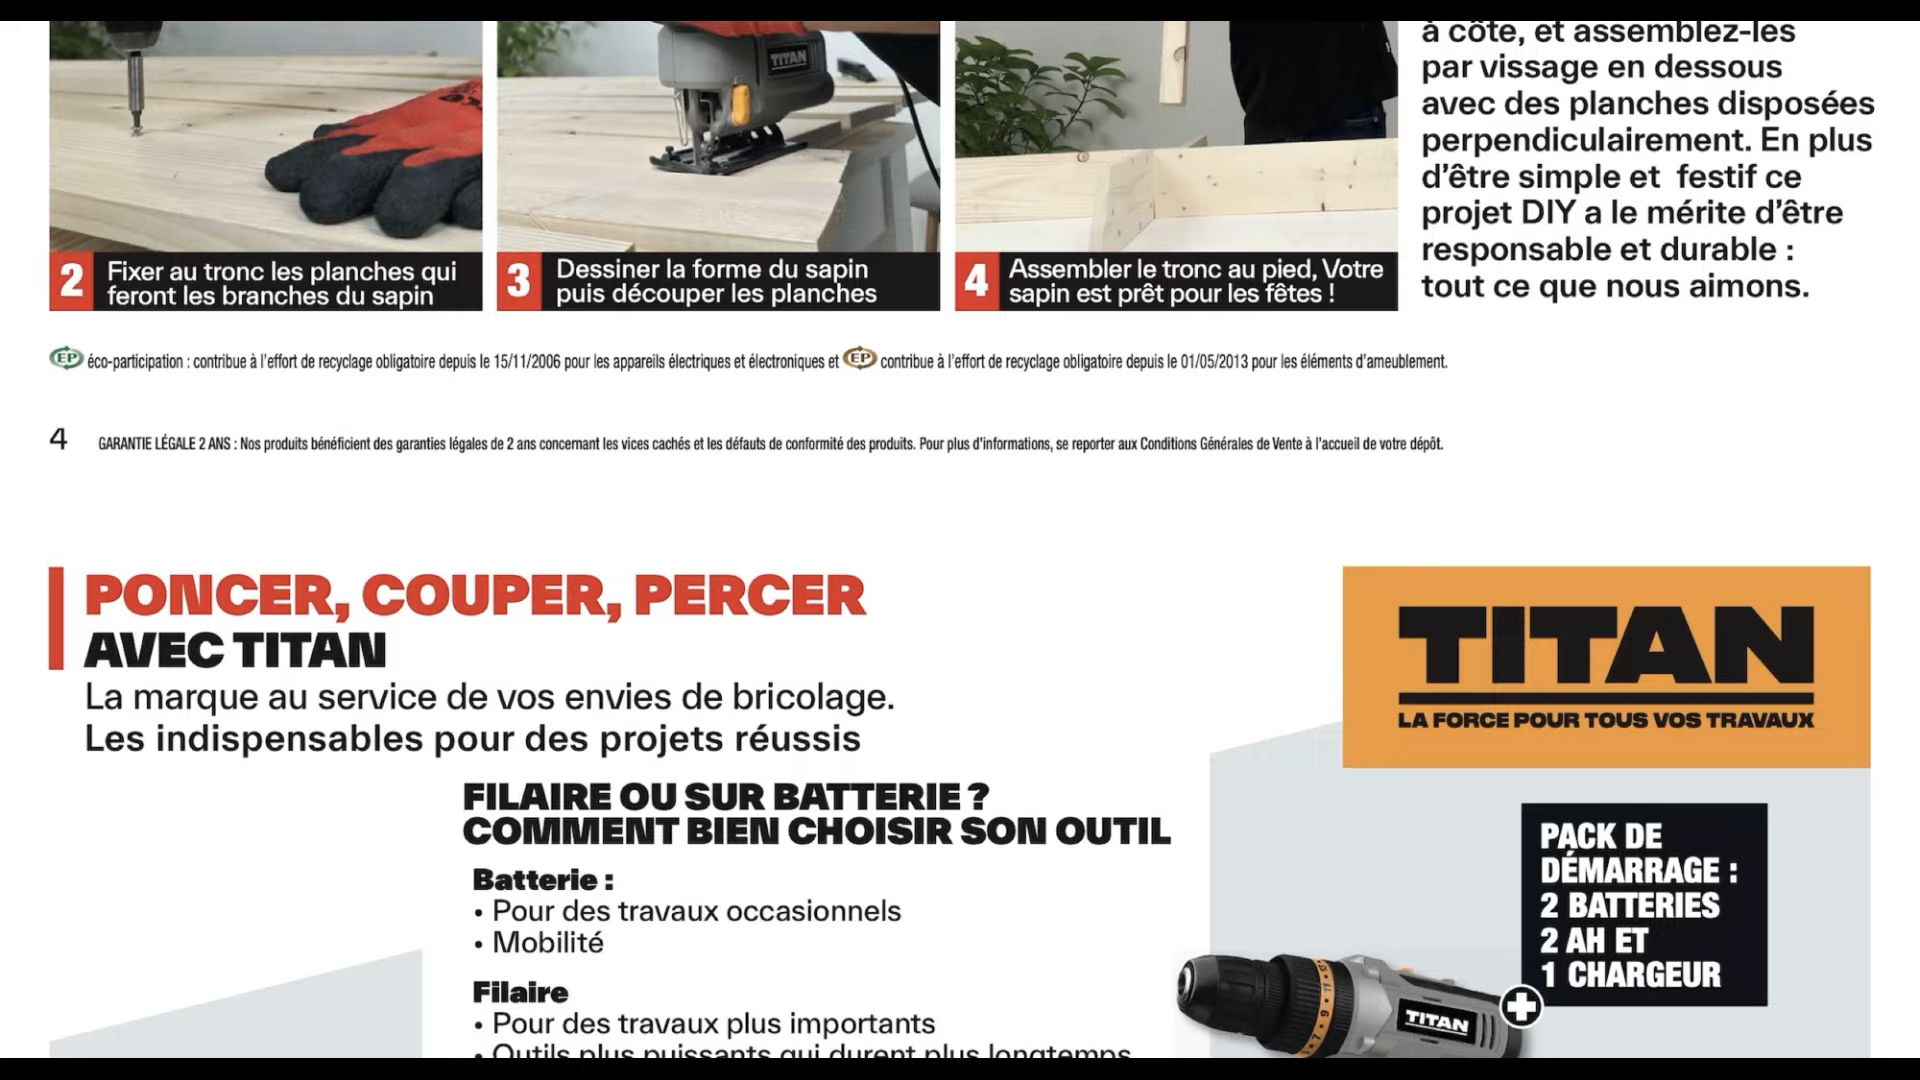 TITAN
2 Fixer au tronc les planches qui
feront les branches du sapin
3 Dessiner la forme du sapin
puis découper les planches
4 Assembler le tronc au pied, Votre
sapin est prêt pour les fêtes !
à côte, et assemblez-les
par vissage en dessous
avec des planches disposées
perpendiculairement. En plus
d'être simple et festif ce
projet DIY a le mérite d'être
responsable et durable :
tout ce que nous aimons.
EP éco-participation : contribue à l'effort de recyclage obligatoire depuis le 15/11/2006 pour les appareils électriques et électroniques et EP contribue à l'effort de recyclage obligatoire depuis le 01/05/2013 pour les éléments d'ameublement.
4 GARANTIE LÉGALE 2 ANS : Nos produits bénéficient des garanties légales de 2 ans concernant les vices cachés et les défauts de conformité des produits. Pour plus d'informations, se reporter aux Conditions Générales de Vente à l'accueil de votre dépôt.
PONCER, COUPER, PERCER
AVEC TITAN
La marque au service de vos envies de bricolage.
Les indispensables pour des projets réussis
TITAN
LA FORCE POUR TOUS VOS TRAVAUX
FILAIRE OU SUR BATTERIE ?
COMMENT BIEN CHOISIR SON OUTIL
Batterie :
• Pour des travaux occasionnels
• Mobilité
Filaire
• Pour des travaux plus importants
• Outils plus puissants qui durent plus longtemps
PACK DE
DÉMARRAGE :
2 BATTERIES
2 AH ET
1 CHARGEUR
TITAN